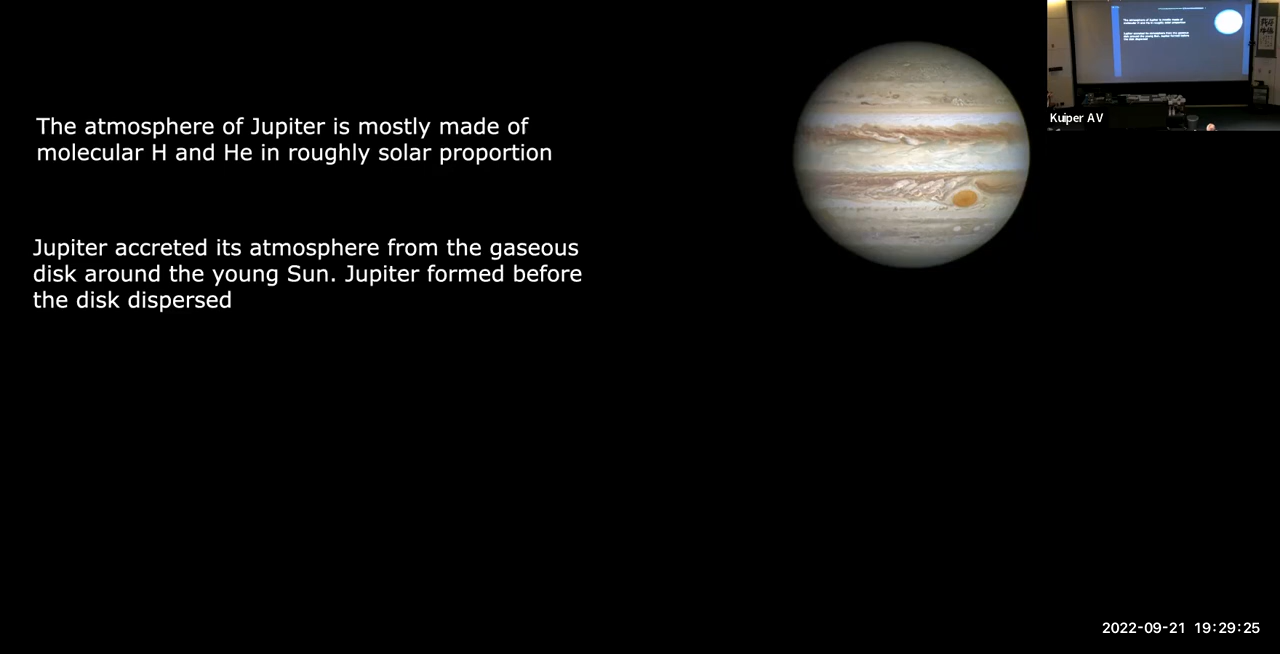 The atmosphere of Jupiter is mostly made of
molecular H and He in roughly solar proportion
Jupiter accreted its atmosphere from the gaseous
disk around the young Sun. Jupiter formed before
the disk dispersed
Kuiper AV
2022-09-21 19:29:25